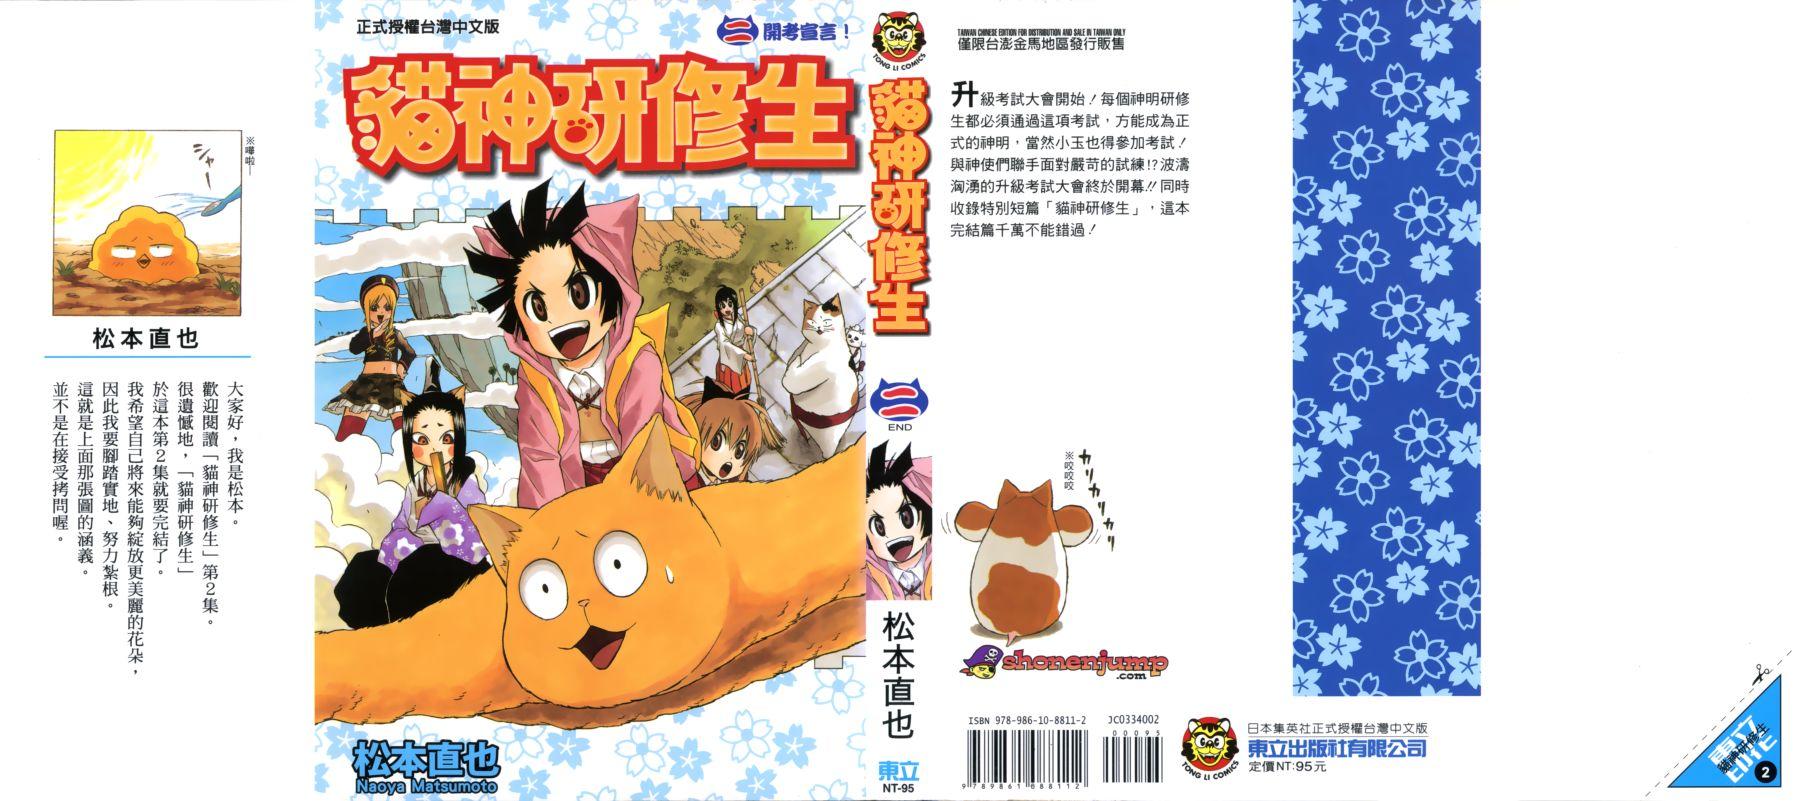 ※嘩啦—
シャー
松本直也
大家好，我是松本。
歡迎閱讀「貓神研修生」第2集。
很遺憾地，「貓神研修生」
於這本第2集就要完結了。
我希望自己將來能夠綻放更美麗的花朵，
因此我要腳踏實地、努力紮根。
這就是上面那張圖的涵義。
並不是在接受拷問喔。
正式授權台灣中文版
二 開考宣言！
貓神研修生
松本直也
Naoya Matsumoto
TONG LI COMICS
貓神研修生
二
END
松本直也
東立
NT-95
TAIWAN CHINESE EDITION FOR DISTRIBUTION AND SALE IN TAIWAN ONLY
僅限台澎金馬地區發行販售
升級考試大會開始！每個神明研修
生都必須通過這項考試，方能成為正
式的神明，當然小玉也得參加考試！
與神使們聯手面對嚴苛的試練!?波濤
洶湧的升級考試大會終於開幕!!同時
收錄特別短篇「貓神研修生」，這本
完結篇千萬不能錯過！
※咬咬咬
カリカリカリカリ
shonenjump
.com
ISBN 978-986-10-8811-2
JC0334002
00095
9 789861 088112
TONG LI COMICS
日本集英社正式授權台灣中文版
東立出版社有限公司
定價NT:95元
東立
貓神研修生
2